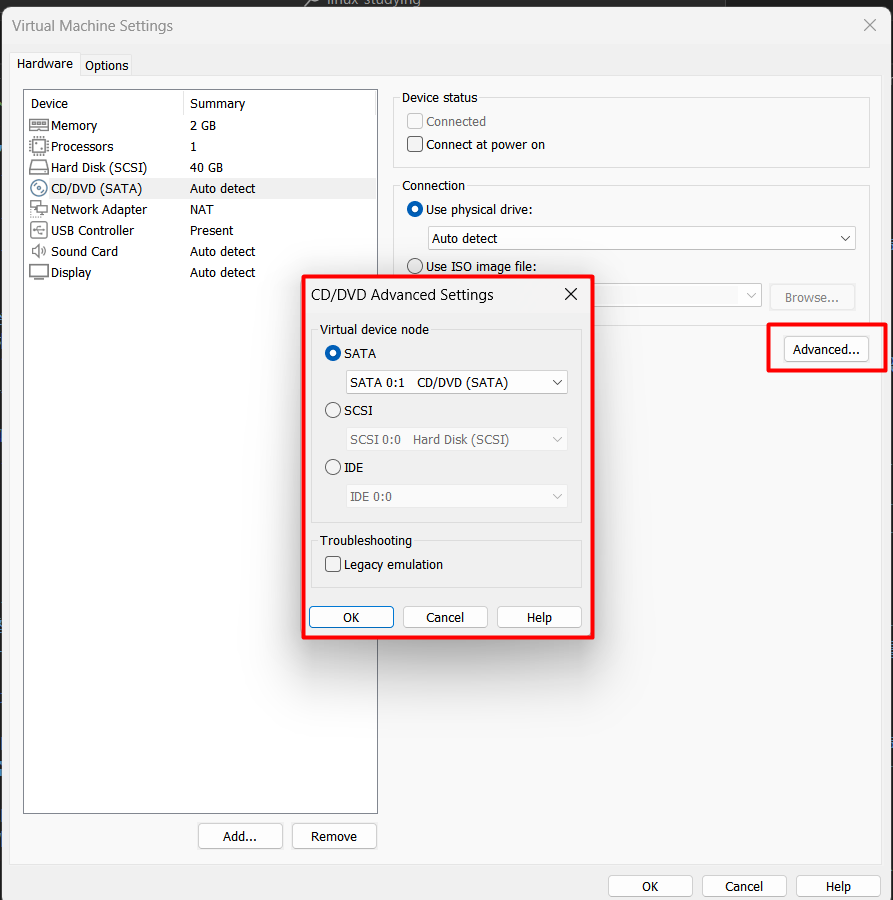 linux studying
Virtual Machine Settings
Hardware
Options
Device Summary
Memory 2 GB
Processors 1
Hard Disk (SCSI) 40 GB
CD/DVD (SATA) Auto detect
Network Adapter NAT
USB Controller Present
Sound Card Auto detect
Display Auto detect
Add...
Remove
Device status
Connected
Connect at power on
Connection
Use physical drive:
Auto detect
Use ISO image file:
Browse...
Advanced...
CD/DVD Advanced Settings
Virtual device node
SATA
SATA 0:1 CD/DVD (SATA)
SCSI
SCSI 0:0 Hard Disk (SCSI)
IDE
IDE 0:0
Troubleshooting
Legacy emulation
OK
Cancel
Help
OK
Cancel
Help